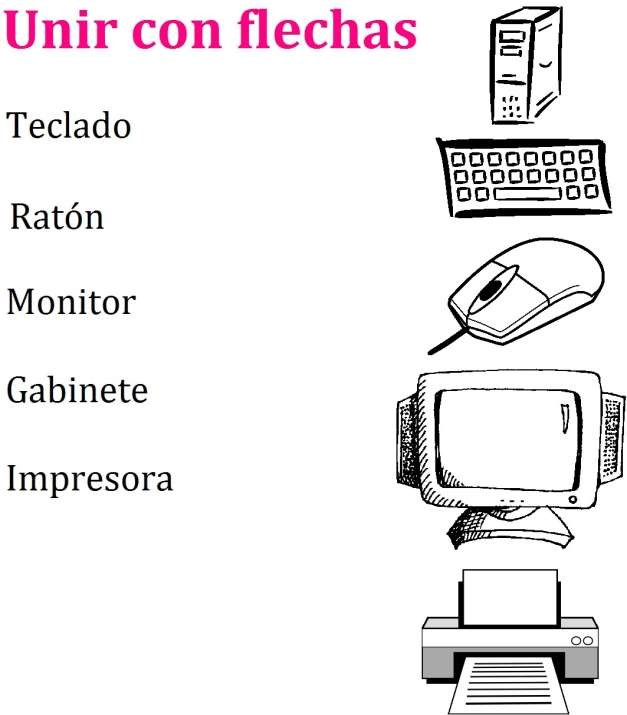 Unir con flechas
Teclado
Ratón
Monitor
Gabinete
Impresora